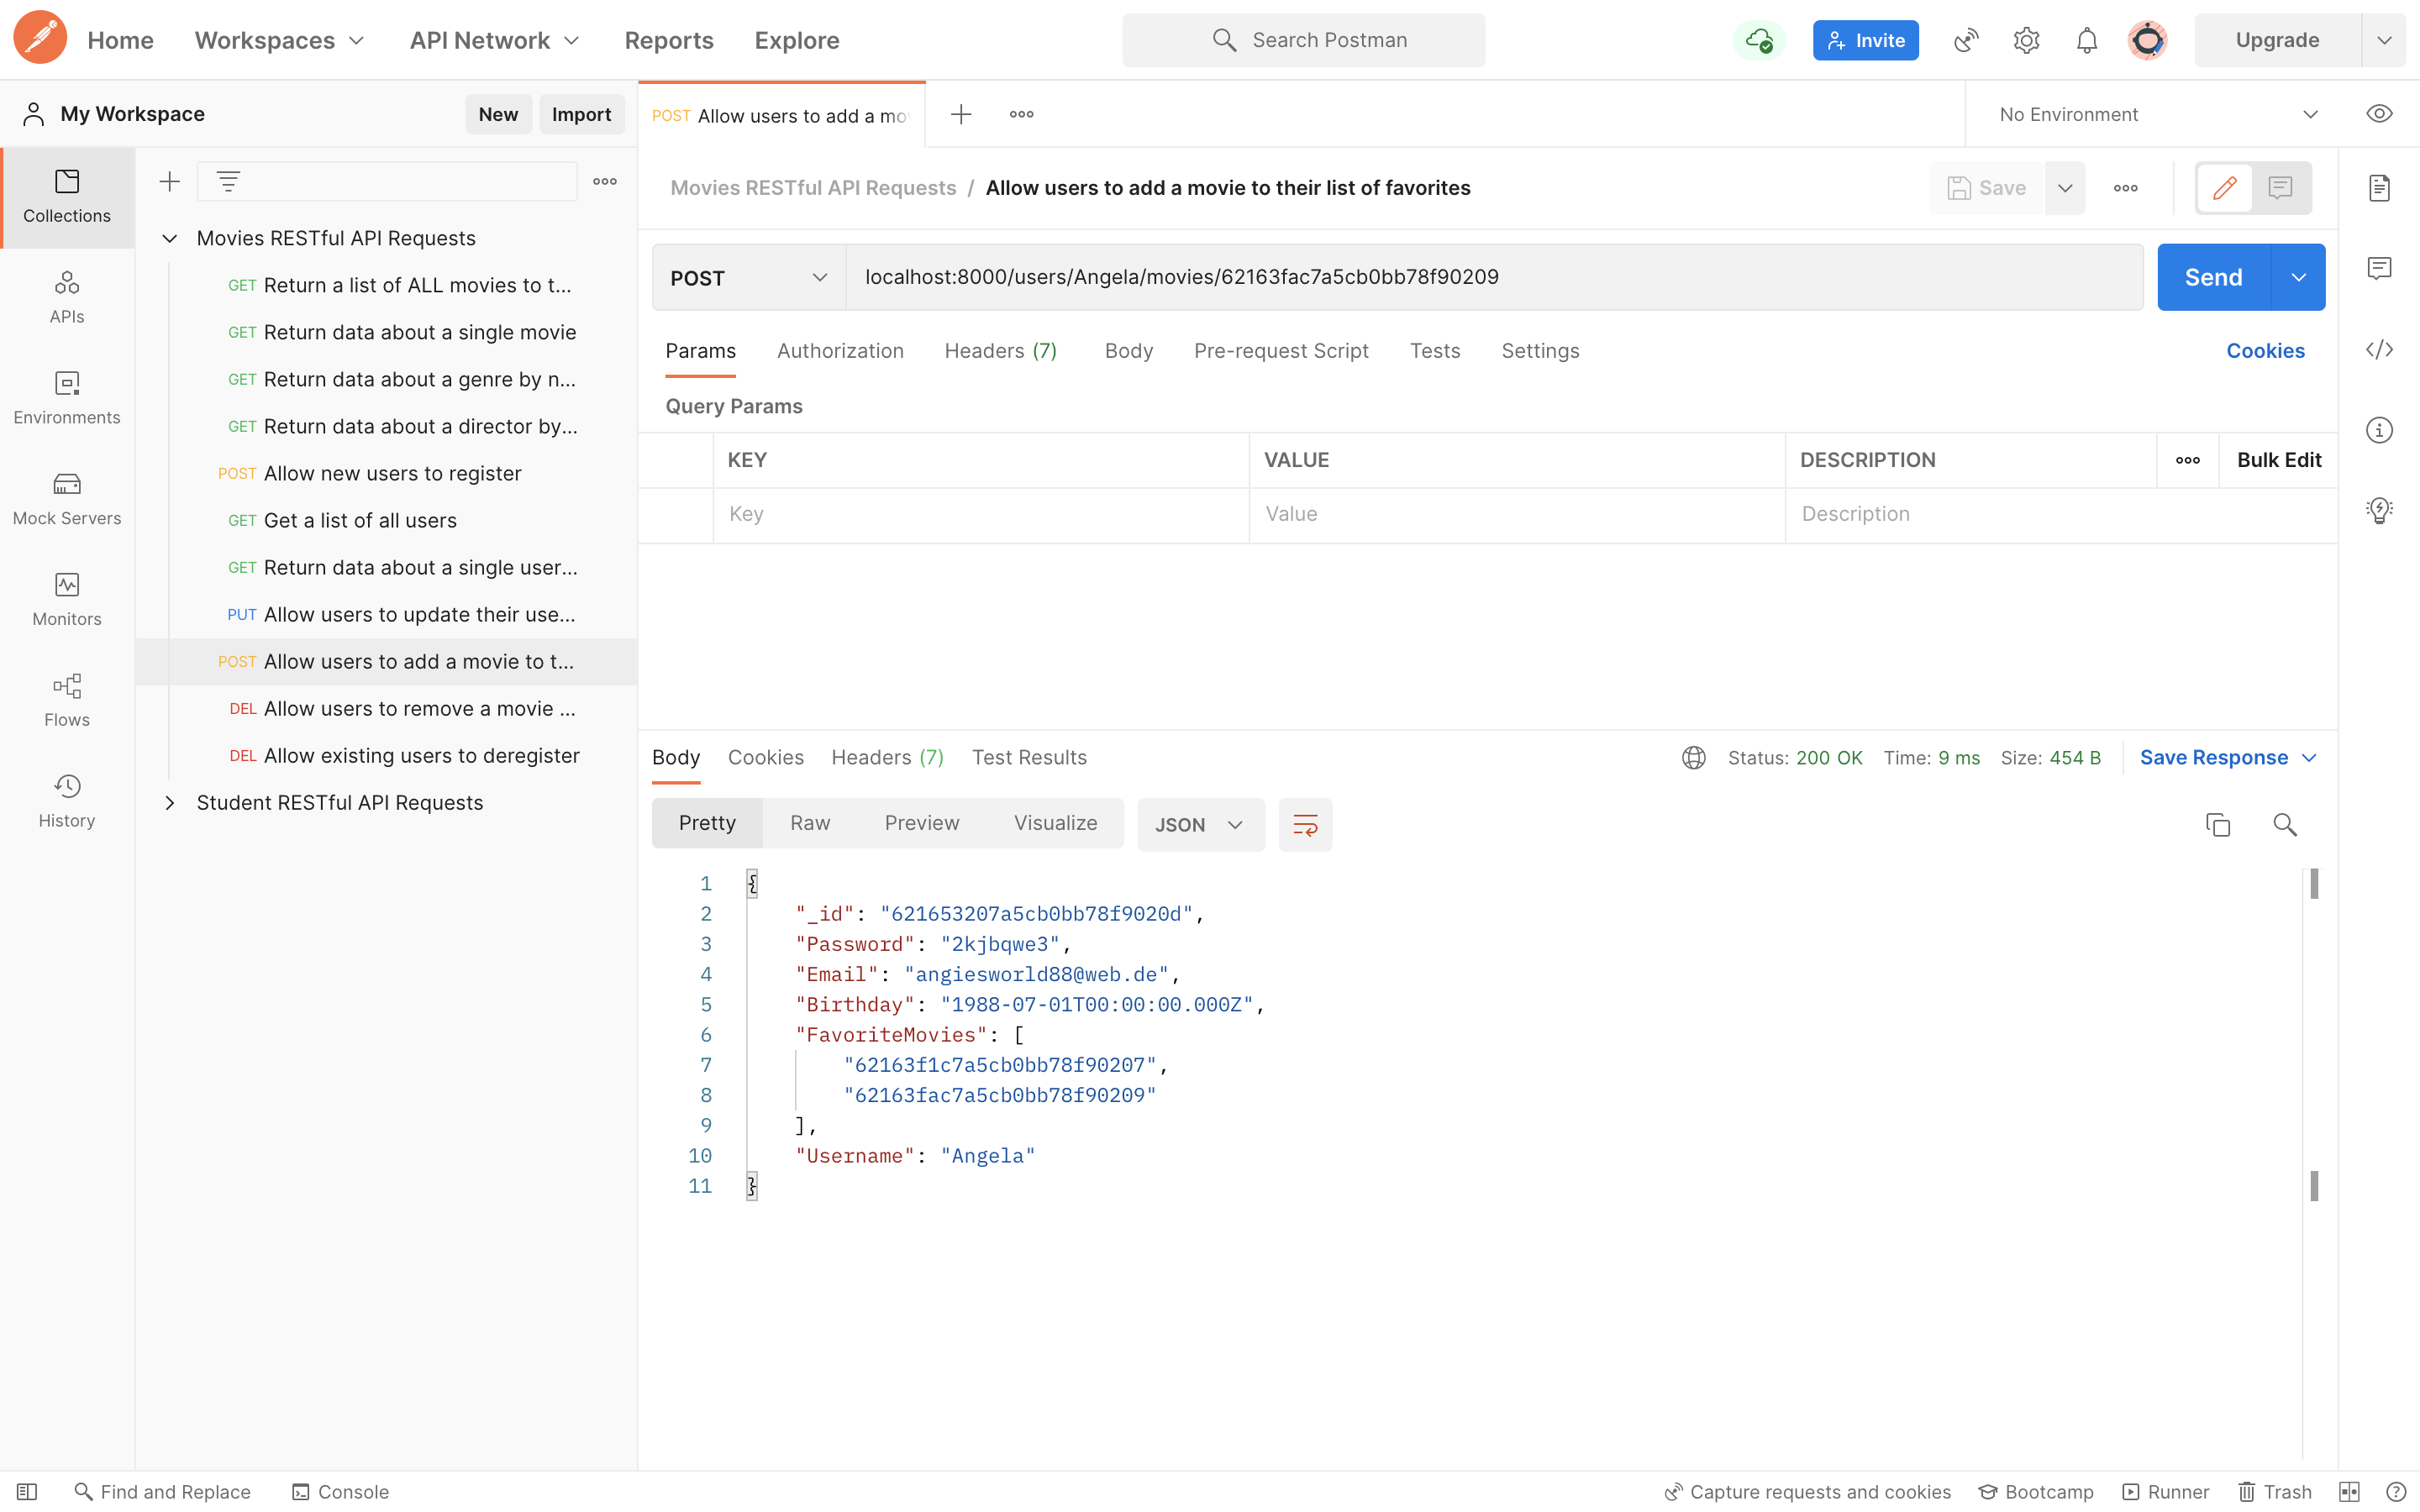 Home Workspaces API Network Reports Explore Search Postman Invite Upgrade
My Workspace New Import
POST Allow users to add a mo
No Environment
Movies RESTful API Requests / Allow users to add a movie to their list of favorites
Save
Collections
APIs
Environments
Mock Servers
Monitors
Flows
History
Movies RESTful API Requests
GET Return a list of ALL movies to t...
GET Return data about a single movie
GET Return data about a genre by n...
GET Return data about a director by...
POST Allow new users to register
GET Get a list of all users
GET Return data about a single user...
PUT Allow users to update their use...
POST Allow users to add a movie to t...
DEL Allow users to remove a movie ...
DEL Allow existing users to deregister
Student RESTful API Requests
POST localhost:8000/users/Angela/movies/62163fac7a5cb0bb78f90209 Send
Params Authorization Headers (7) Body Pre-request Script Tests Settings Cookies
Query Params
KEY VALUE DESCRIPTION Bulk Edit
Key Value Description
Body Cookies Headers (7) Test Results Status: 200 OK Time: 9 ms Size: 454 B Save Response
Pretty Raw Preview Visualize JSON
1 {
2 "_id": "621653207a5cb0bb78f9020d",
3 "Password": "2kjbqwe3",
4 "Email": "angiesworld88@web.de",
5 "Birthday": "1988-07-01T00:00:00.000Z",
6 "FavoriteMovies": [
7 "62163f1c7a5cb0bb78f90207",
8 "62163fac7a5cb0bb78f90209"
9 ],
10 "Username": "Angela"
11 }
Find and Replace Console Capture requests and cookies Bootcamp Runner Trash